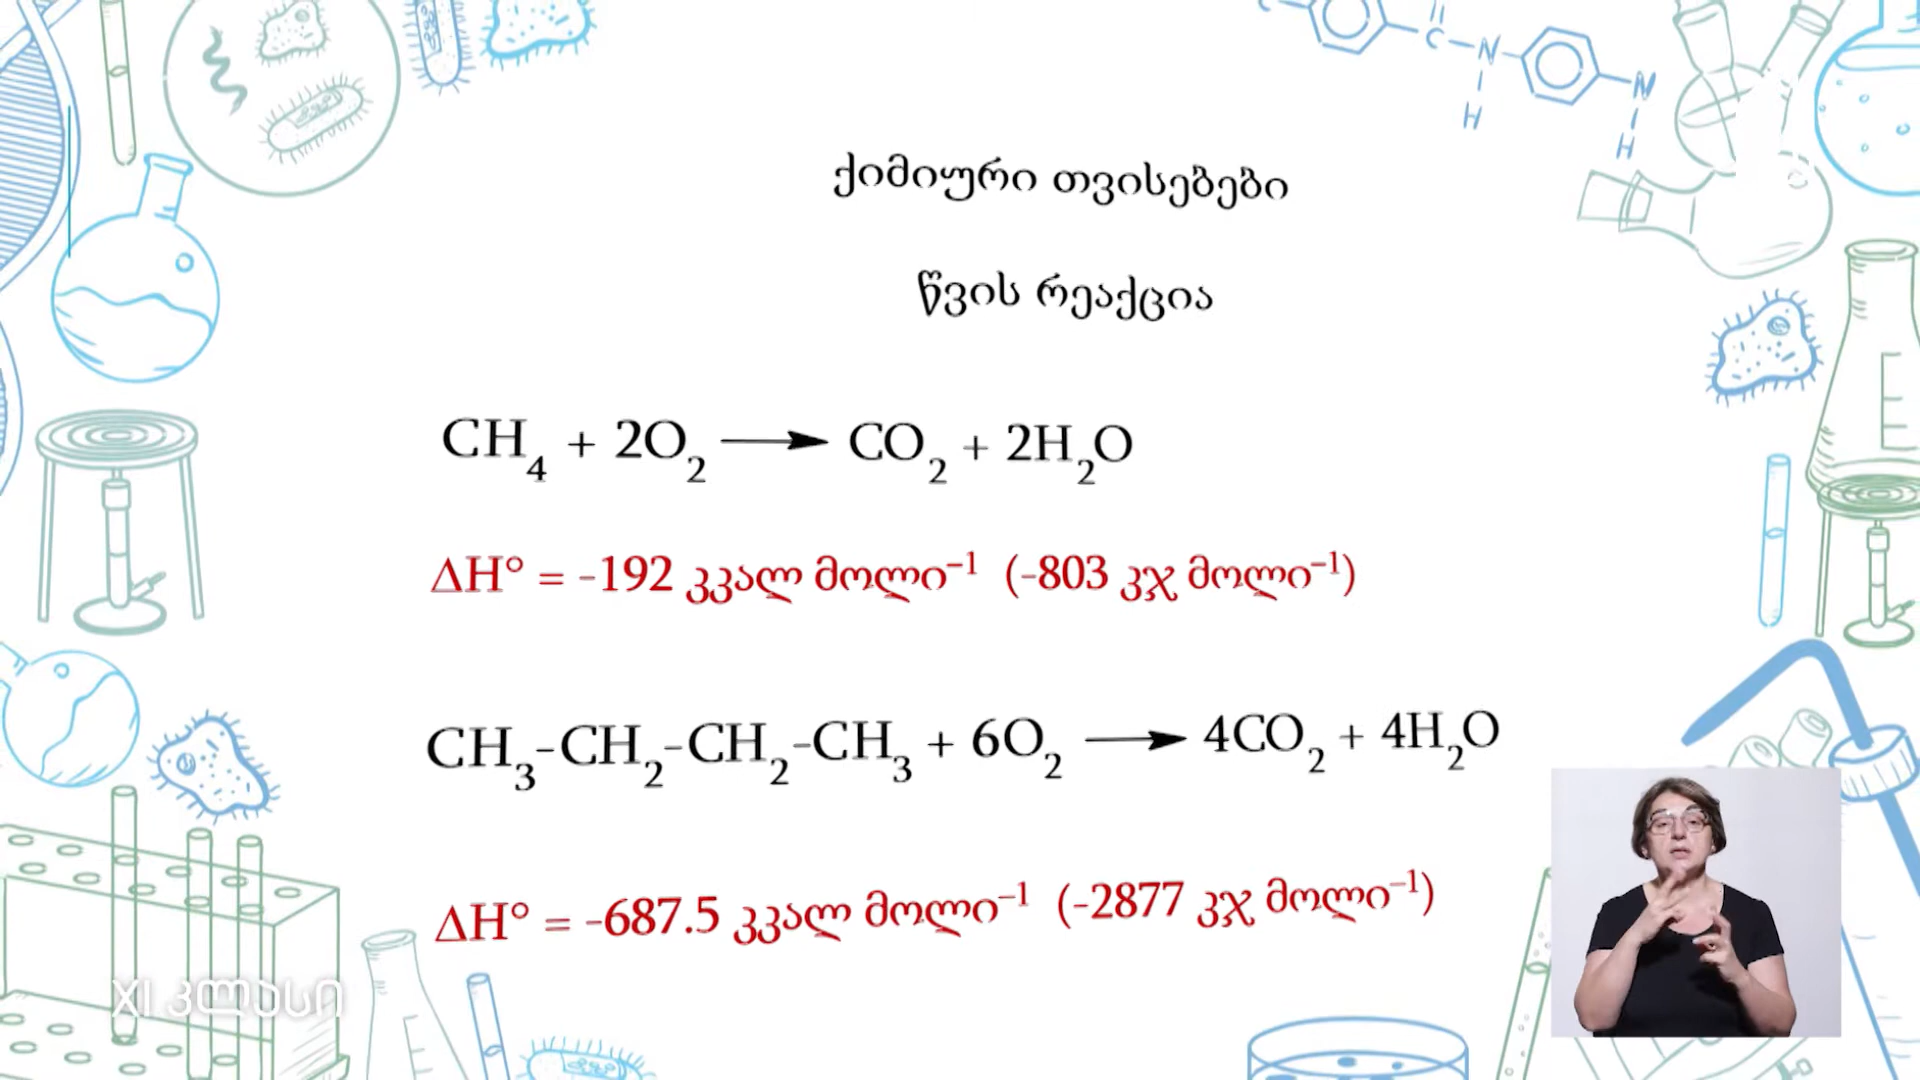 ქიმიური თვისებები
წვის რეაქცია
CH₄ + 2O₂ ⟶ CO₂ + 2H₂O
ΔH° = -192 კკალ მოლი⁻¹ (-803 კჯ მოლი⁻¹)
CH₃-CH₂-CH₂-CH₃ + 6O₂ ⟶ 4CO₂ + 4H₂O
ΔH° = -687.5 კკალ მოლი⁻¹ (-2877 კჯ მოლი⁻¹)
XI კლასი
C N H N H